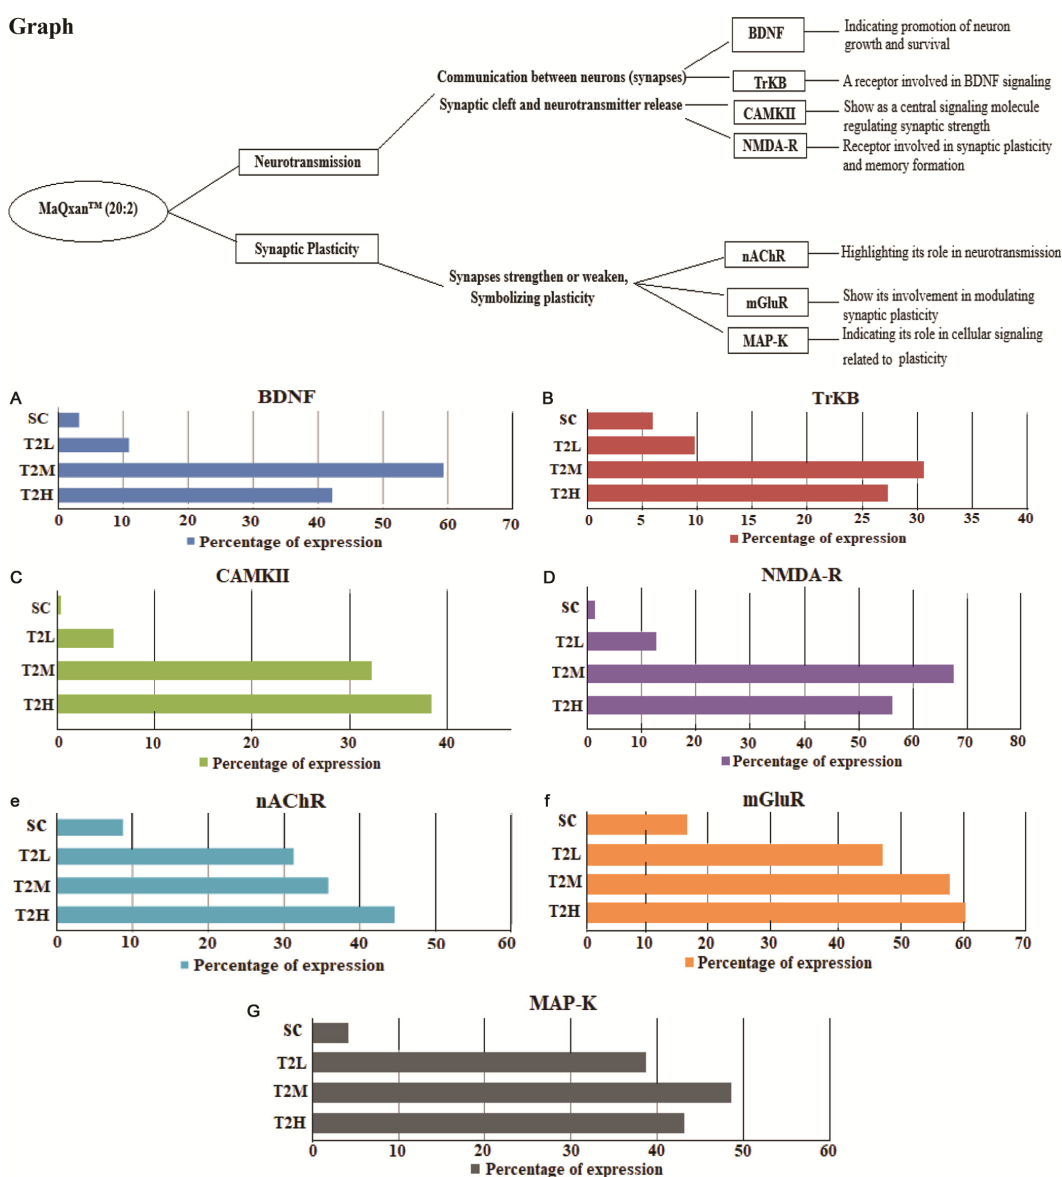 Graph
BDNF
Indicating promotion of neuron
growth and survival
Communication between neurons (synapses)
TrKB
A receptor involved in BDNF signaling
Synaptic cleft and neurotransmitter release
CAMKII
Show as a central signaling molecule
regulating synaptic strength
NMDA-R
Receptor involved in synaptic plasticity
and memory formation
Neurotransmission
MaQxan™ (20:2)
Synaptic Plasticity
Synapses strengthen or weaken,
Symbolizing plasticity
nAChR
Highlighting its role in neurotransmission
mGluR
Show its involvement in modulating
synaptic plasticity
MAP-K
Indicating its role in cellular signaling
related to plasticity
A
BDNF
SC
T2L
T2M
T2H
0 10 20 30 40 50 60 70
Percentage of expression
B
TrKB
SC
T2L
T2M
T2H
0 5 10 15 20 25 30 35 40
Percentage of expression
C
CAMKII
SC
T2L
T2M
T2H
0 10 20 30 40
Percentage of expression
D
NMDA-R
SC
T2L
T2M
T2H
0 10 20 30 40 50 60 70 80
Percentage of expression
e
nAChR
SC
T2L
T2M
T2H
0 10 20 30 40 50 60
Percentage of expression
f
mGluR
SC
T2L
T2M
T2H
0 10 20 30 40 50 60 70
Percentage of expression
G
MAP-K
SC
T2L
T2M
T2H
0 10 20 30 40 50 60
Percentage of expression